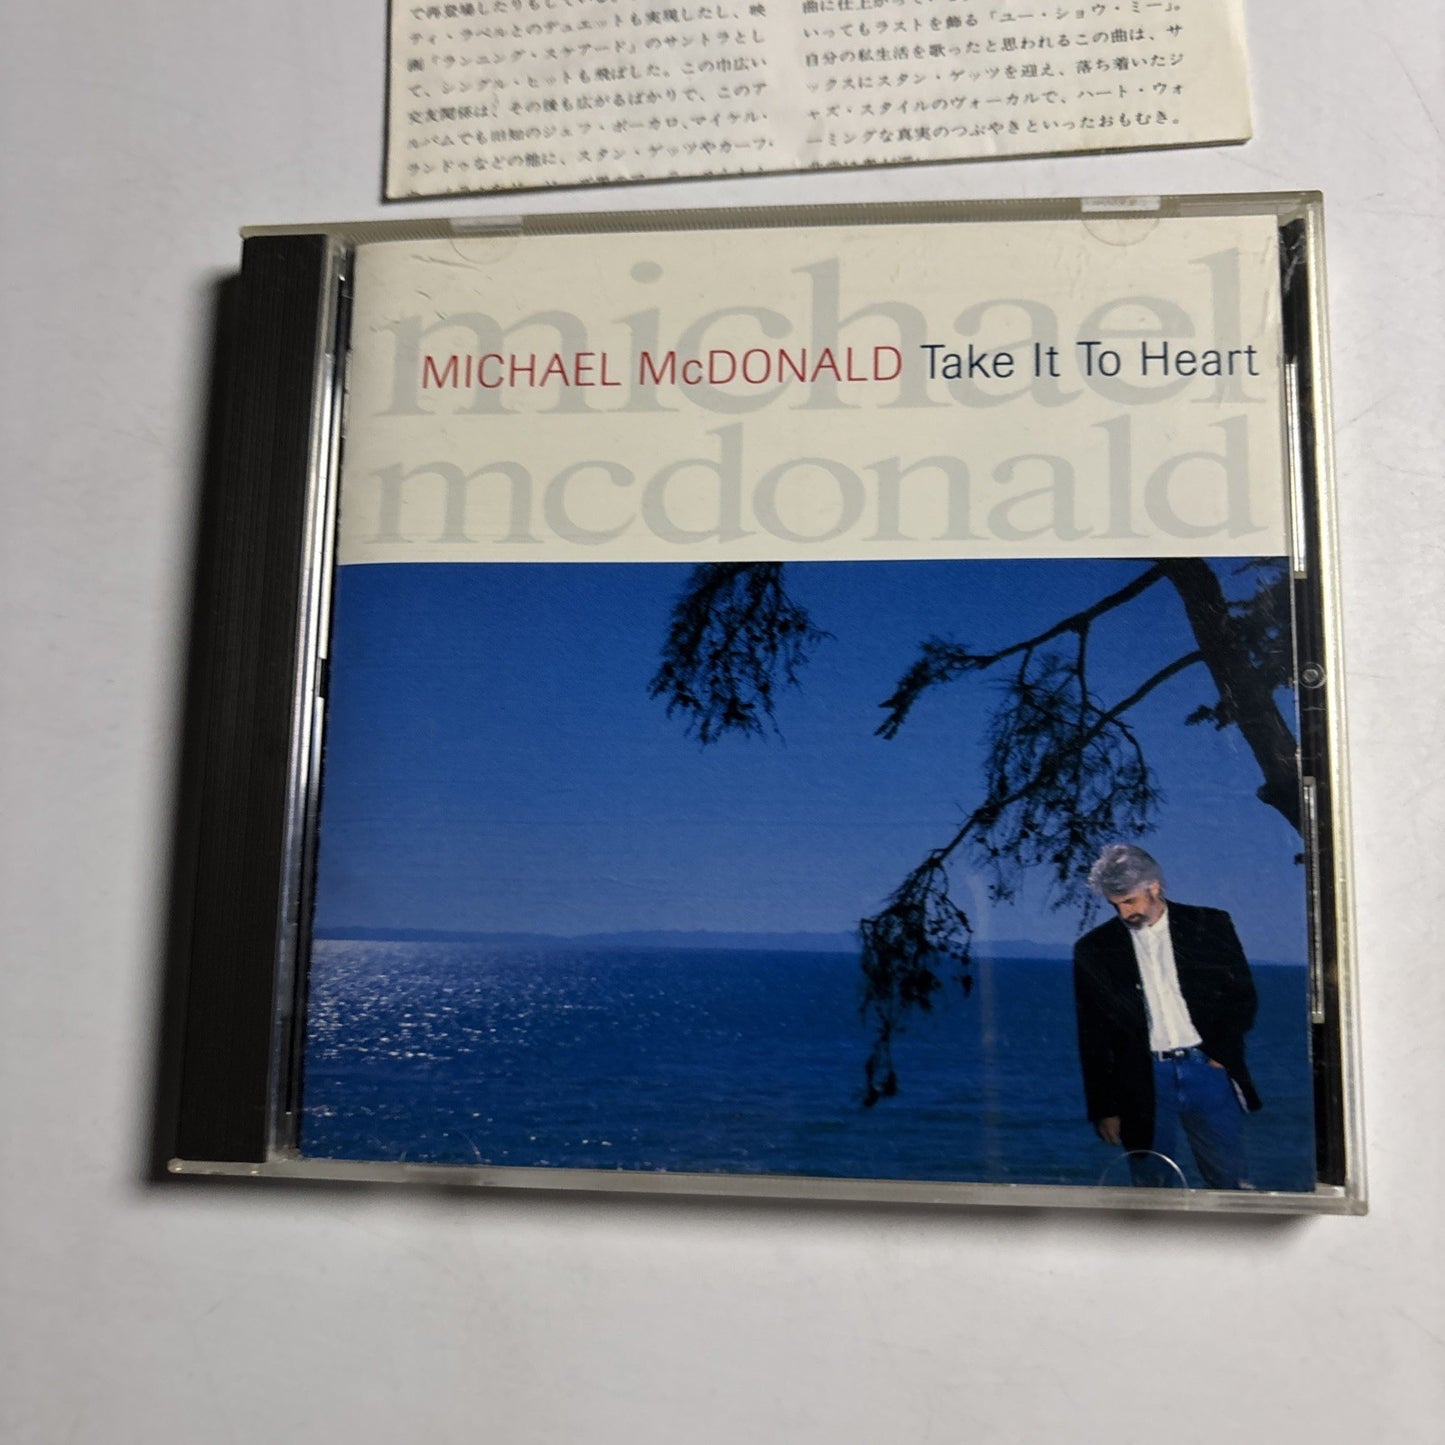 で再登場したりもしている。
ティ・ラベルとのデュエットも実現したし、映
画『ランニング・スケアード』のサントラとし
て、シングル・ヒットも飛ばした。この巾広い
交友関係は、その後も広がるばかりで、このア
ルバムでも旧知のジェフ・ポーカロ、マイケル・
ランドゥなどの他に、スタン・ゲッツやカーフ・
曲に仕上がっている
いってもラストを飾る「ユー・ショウ・ミー」。
自分の私生活を歌ったと思われるこの曲は、サ
ックスにスタン・ゲッツを迎え、落ち着いたジ
ャズ・スタイルのヴォーカルで、ハート・ウォ
ーミングな真実のつぶやきといったおもむき。
michael
MICHAEL McDONALD Take It To Heart
mcdonald